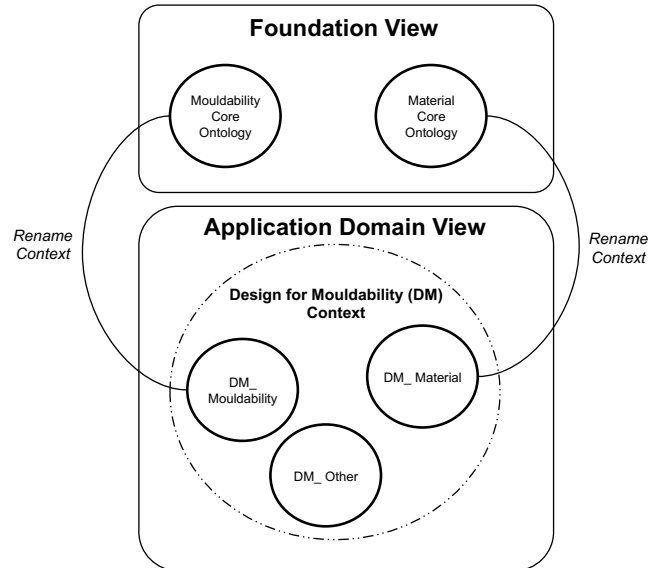 Foundation View
Mouldability
Core
Ontology
Material
Core
Ontology
Rename
Context
Rename
Context
Application Domain View
Design for Mouldability (DM)
Context
DM_
Mouldability
DM_ Material
DM_ Other